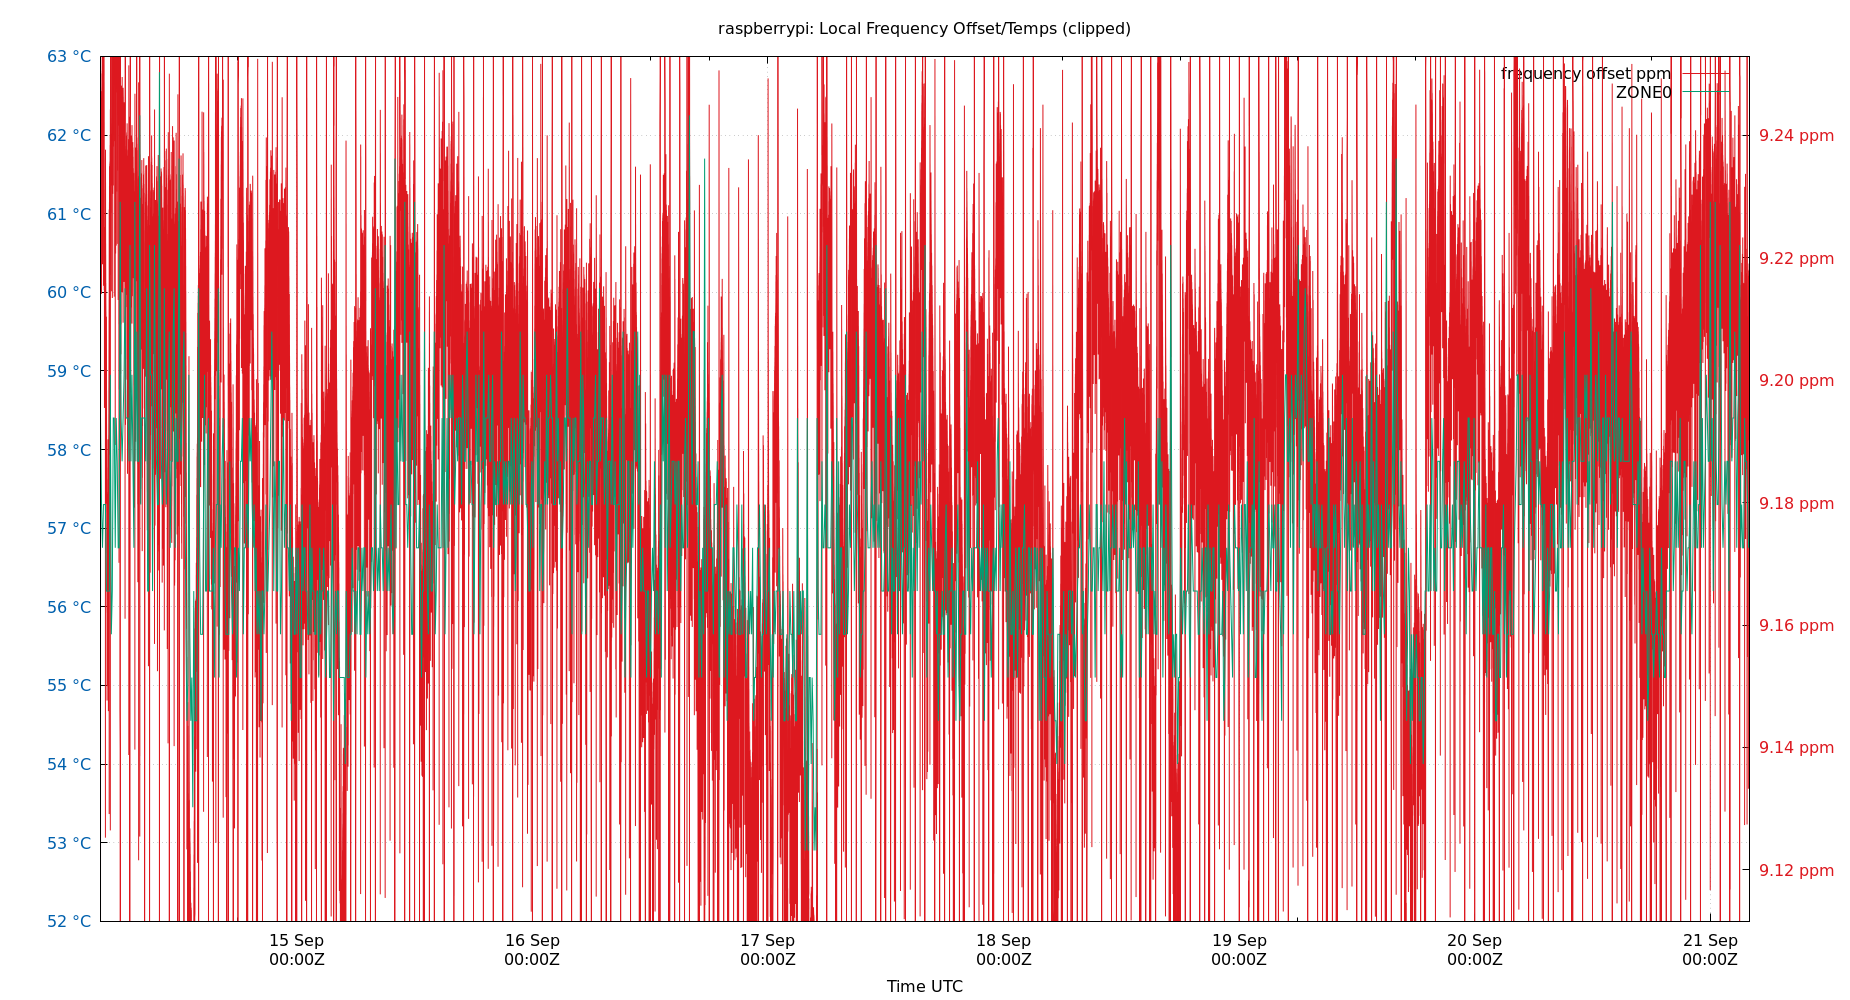 raspberrypi: Local Frequency Offset/Temps (clipped)
frequency offset ppm
ZONE0
63 °C
62 °C
61 °C
60 °C
59 °C
58 °C
57 °C
56 °C
55 °C
54 °C
53 °C
52 °C
9.24 ppm
9.22 ppm
9.20 ppm
9.18 ppm
9.16 ppm
9.14 ppm
9.12 ppm
15 Sep
00:00Z
16 Sep
00:00Z
17 Sep
00:00Z
18 Sep
00:00Z
19 Sep
00:00Z
20 Sep
00:00Z
21 Sep
00:00Z
Time UTC